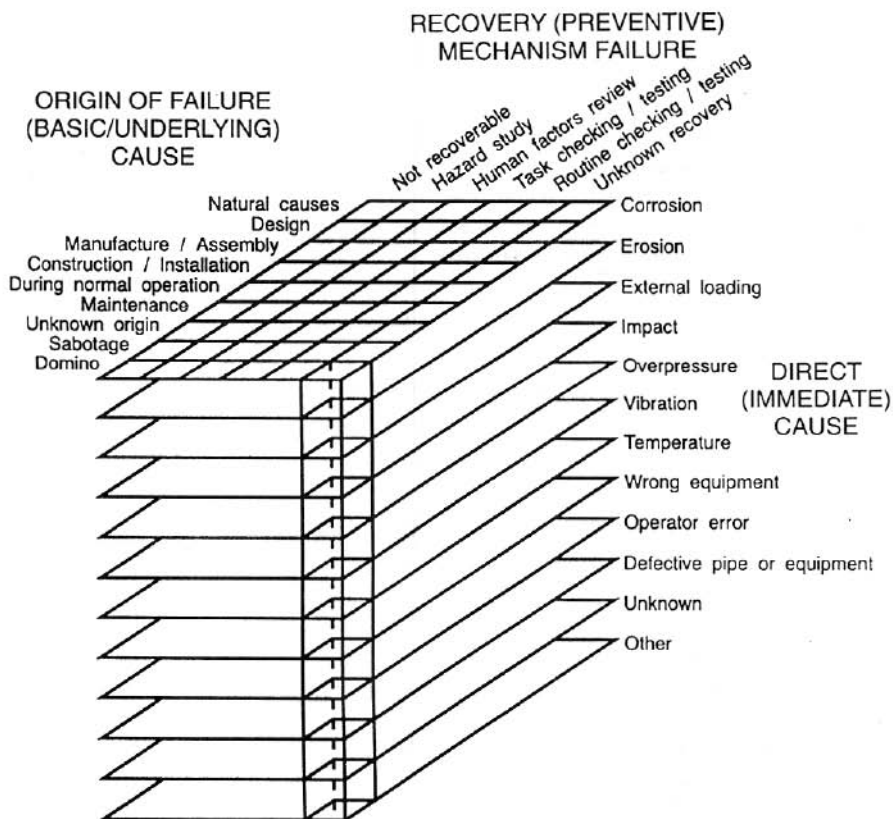 RECOVERY (PREVENTIVE)
MECHANISM FAILURE
ORIGIN OF FAILURE
(BASIC/UNDERLYING)
CAUSE
Not recoverable
Hazard study
Human factors review
Task checking / testing
Routine checking / testing
Unknown recovery
Natural causes
Design
Manufacture / Assembly
Construction / Installation
During normal operation
Maintenance
Unknown origin
Sabotage
Domino
Corrosion
Erosion
External loading
Impact
Overpressure
Vibration
Temperature
Wrong equipment
Operator error
Defective pipe or equipment
Unknown
Other
DIRECT
(IMMEDIATE)
CAUSE